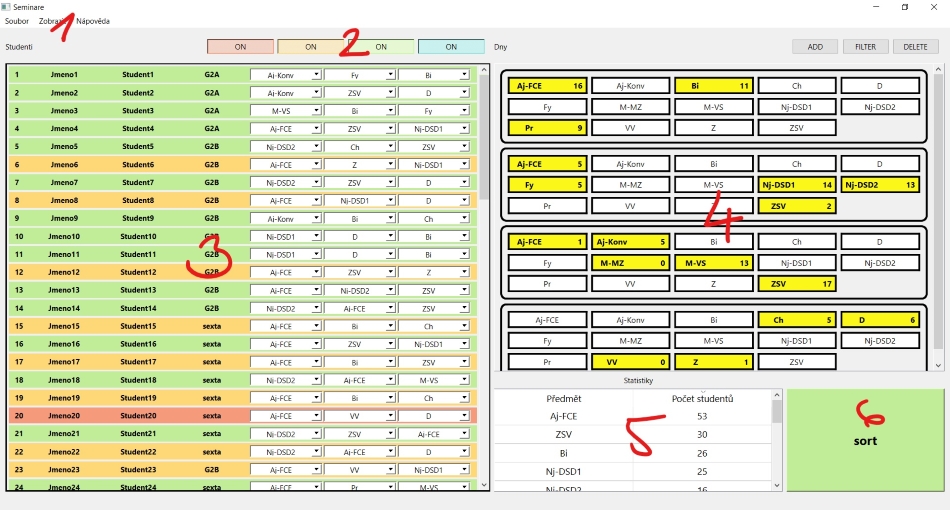 Seminare
Soubor Zobrazit Nápověda
1
Studenti ON ON 2 ON ON Dny ADD FILTER DELETE
1 Jmeno1 Student1 G2A Aj-Konv Fy Bi
2 Jmeno2 Student2 G2A Aj-Konv ZSV D
3 Jmeno3 Student3 G2A M-VS Bi Fy
4 Jmeno4 Student4 G2A Aj-FCE ZSV Nj-DSD1
5 Jmeno5 Student5 G2B Nj-DSD2 Ch ZSV
6 Jmeno6 Student6 G2B Aj-FCE Z Nj-DSD1
7 Jmeno7 Student7 G2B Nj-DSD2 ZSV D
8 Jmeno8 Student8 G2B Aj-FCE Nj-DSD1 D
9 Jmeno9 Student9 G2B Aj-Konv Bi Ch
10 Jmeno10 Student10 G2B Nj-DSD1 D Bi
11 Jmeno11 Student11 G2B Nj-DSD1 D Bi
3
12 Jmeno12 Student12 G2B Aj-FCE ZSV Z
13 Jmeno13 Student13 G2B Aj-FCE Nj-DSD2 ZSV
14 Jmeno14 Student14 G2B Nj-DSD2 Aj-FCE ZSV
15 Jmeno15 Student15 sexta Aj-FCE Bi Ch
16 Jmeno16 Student16 sexta Nj-DSD2 ZSV Aj-FCE
17 Jmeno17 Student17 sexta Aj-FCE Bi ZSV
18 Jmeno18 Student18 sexta Nj-DSD2 Aj-FCE M-VS
19 Jmeno19 Student19 sexta Aj-FCE Bi Ch
20 Jmeno20 Student20 sexta Aj-FCE VV D
21 Jmeno21 Student21 sexta Nj-DSD2 ZSV Aj-FCE
22 Jmeno22 Student22 sexta Nj-DSD2 Aj-FCE D
23 Jmeno23 Student23 G2B Aj-FCE VV Nj-DSD1
24 Jmeno24 Student24 sexta Aj-FCE Pr M-VS
Aj-FCE 16 Aj-Konv Bi 11 Ch D
Fy M-MZ M-VS Nj-DSD1 Nj-DSD2
Pr 9 VV Z ZSV
Aj-FCE 5 Aj-Konv Bi Ch D
Fy 5 M-MZ M-VS Nj-DSD1 14 Nj-DSD2 13
Pr VV Z ZSV 2
4
Aj-FCE 1 Aj-Konv 5 Bi Ch D
Fy M-MZ 0 M-VS 13 Nj-DSD1 Nj-DSD2
Pr VV Z ZSV 17
Aj-FCE Aj-Konv Bi Ch 5 D 6
Fy M-MZ M-VS Nj-DSD1 Nj-DSD2
Pr VV 0 Z 1 ZSV
Statistiky
Předmět Počet studentů
Aj-FCE 53
ZSV 30
Bi 26
Nj-DSD1 25
Nj-DSD2 16
5
6
sort